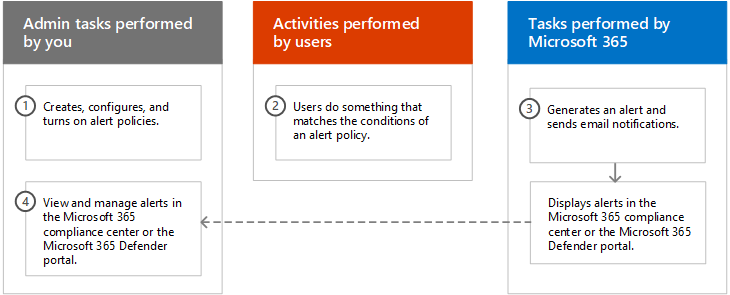 Admin tasks performed
by you
1
Creates, configures, and
turns on alert policies.
4
View and manage alerts in
the Microsoft 365
compliance center or the
Microsoft 365 Defender
portal.
Activities performed
by users
2
Users do something that
matches the conditions of
an alert policy.
Tasks performed by
Microsoft 365
3
Generates an alert and
sends email notifications.
Displays alerts in the
Microsoft 365 compliance
center or the Microsoft 365
Defender portal.